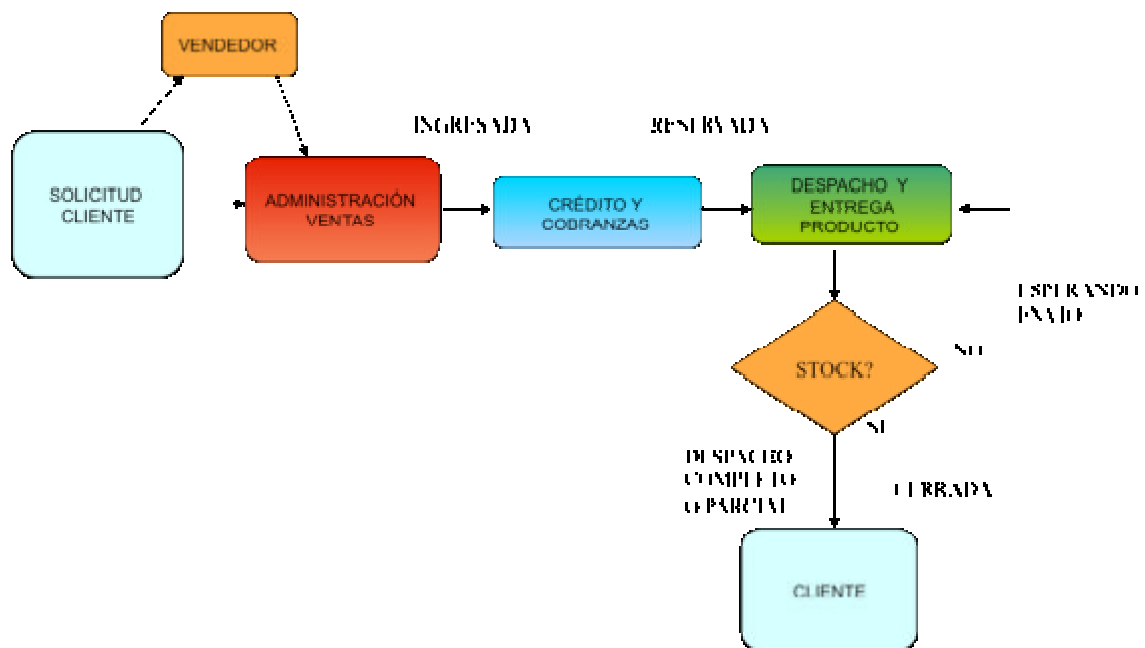 VENDEDOR
INGRESADA
RESERVADA
SOLICITUD
CLIENTE
ADMINISTRACIÓN
VENTAS
CRÉDITO Y
COBRANZAS
DESPACHO Y
ENTREGA
PRODUCTO
ESPERANDO
NO
STOCK?
SI
DESPACHO
COMPLETO
O PARCIAL
CERRADA
CLIENTE